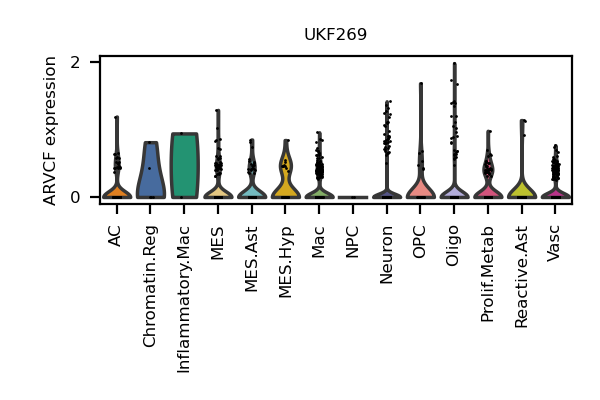 UKF269
ARVCF expression
2
0
AC
Chromatin.Reg
Inflammatory.Mac
MES
MES.Ast
MES.Hyp
Mac
NPC
Neuron
OPC
Oligo
Prolif.Metab
Reactive.Ast
Vasc